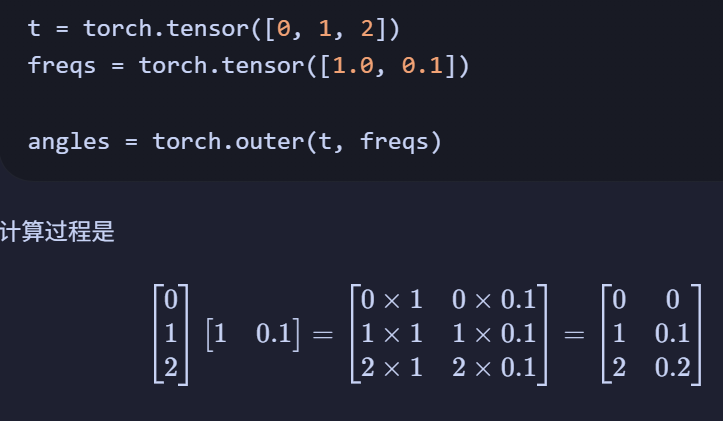 t = torch.tensor([0, 1, 2])
freqs = torch.tensor([1.0, 0.1])
angles = torch.outer(t, freqs)
计算过程是
[0 1 2] [1 0.1] = [0 × 1 0 × 0.1 1 × 1 1 × 0.1 2 × 1 2 × 0.1] = [0 0 1 0.1 2 0.2]